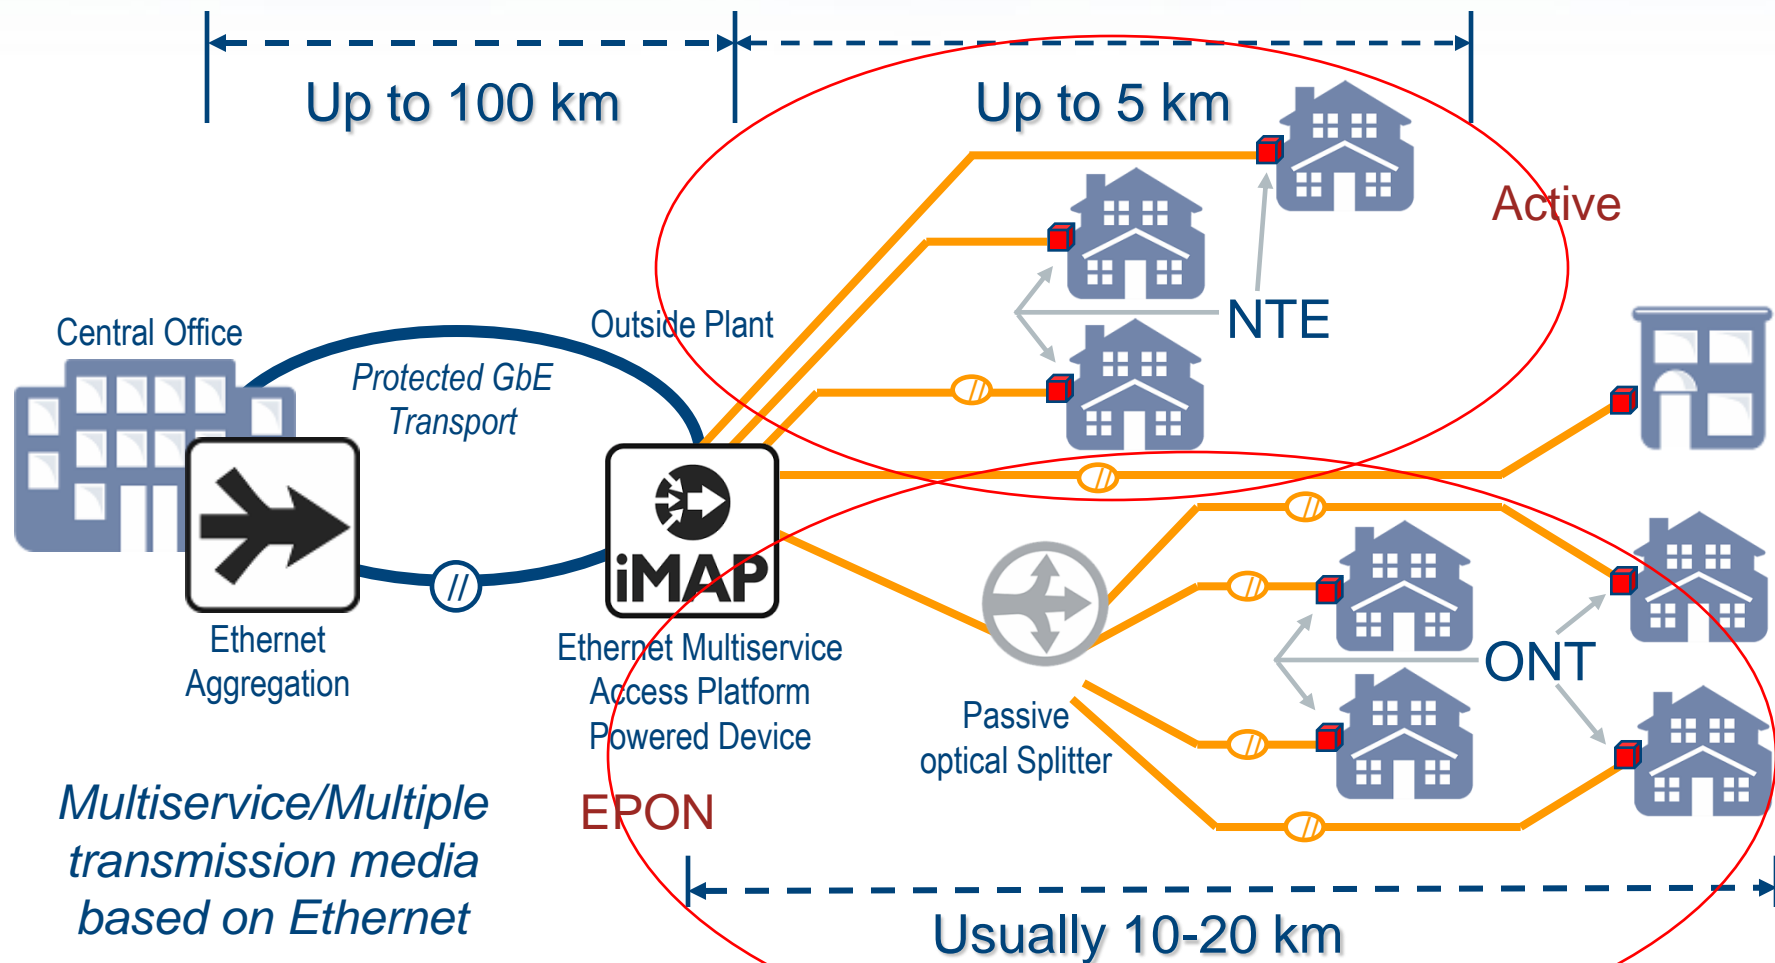 Up to 100 km
Up to 5 km
Active
NTE
Central Office
Outside Plant
Protected GbE
Transport
iMAP
Ethernet
Aggregation
Ethernet Multiservice
Access Platform
Powered Device
Passive
optical Splitter
ONT
EPON
Multiservice/Multiple
transmission media
based on Ethernet
Usually 10-20 km